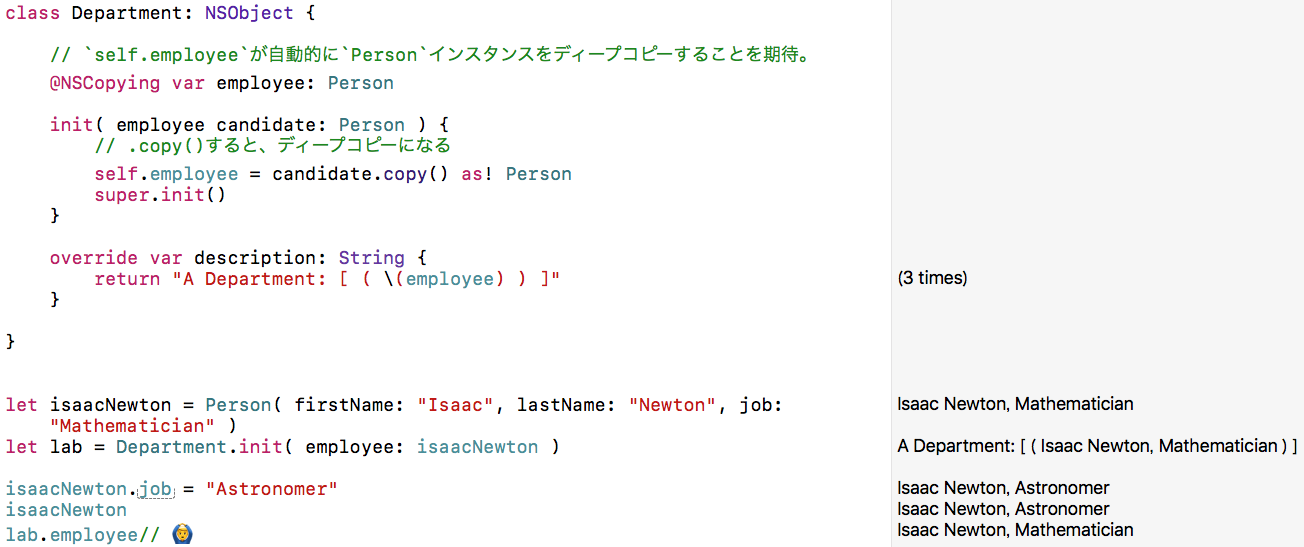 class Department: NSObject {
// `self.employee`が自動的に`Person`インスタンスをディープコピーすることを期待。
@NSCopying var employee: Person
init( employee candidate: Person ) {
// .copy()すると、ディープコピーになる
self.employee = candidate.copy() as! Person
super.init()
}
override var description: String {
return "A Department: [ ( \(employee) ) ]"
(3 times)
}
}
let isaacNewton = Person( firstName: "Isaac", lastName: "Newton", job:
Isaac Newton, Mathematician
"Mathematician" )
let lab = Department.init( employee: isaacNewton )
A Department: [ ( Isaac Newton, Mathematician ) ]
isaacNewton.job = "Astronomer"
Isaac Newton, Astronomer
isaacNewton
Isaac Newton, Astronomer
lab.employee// 🙆‍♂️
Isaac Newton, Mathematician